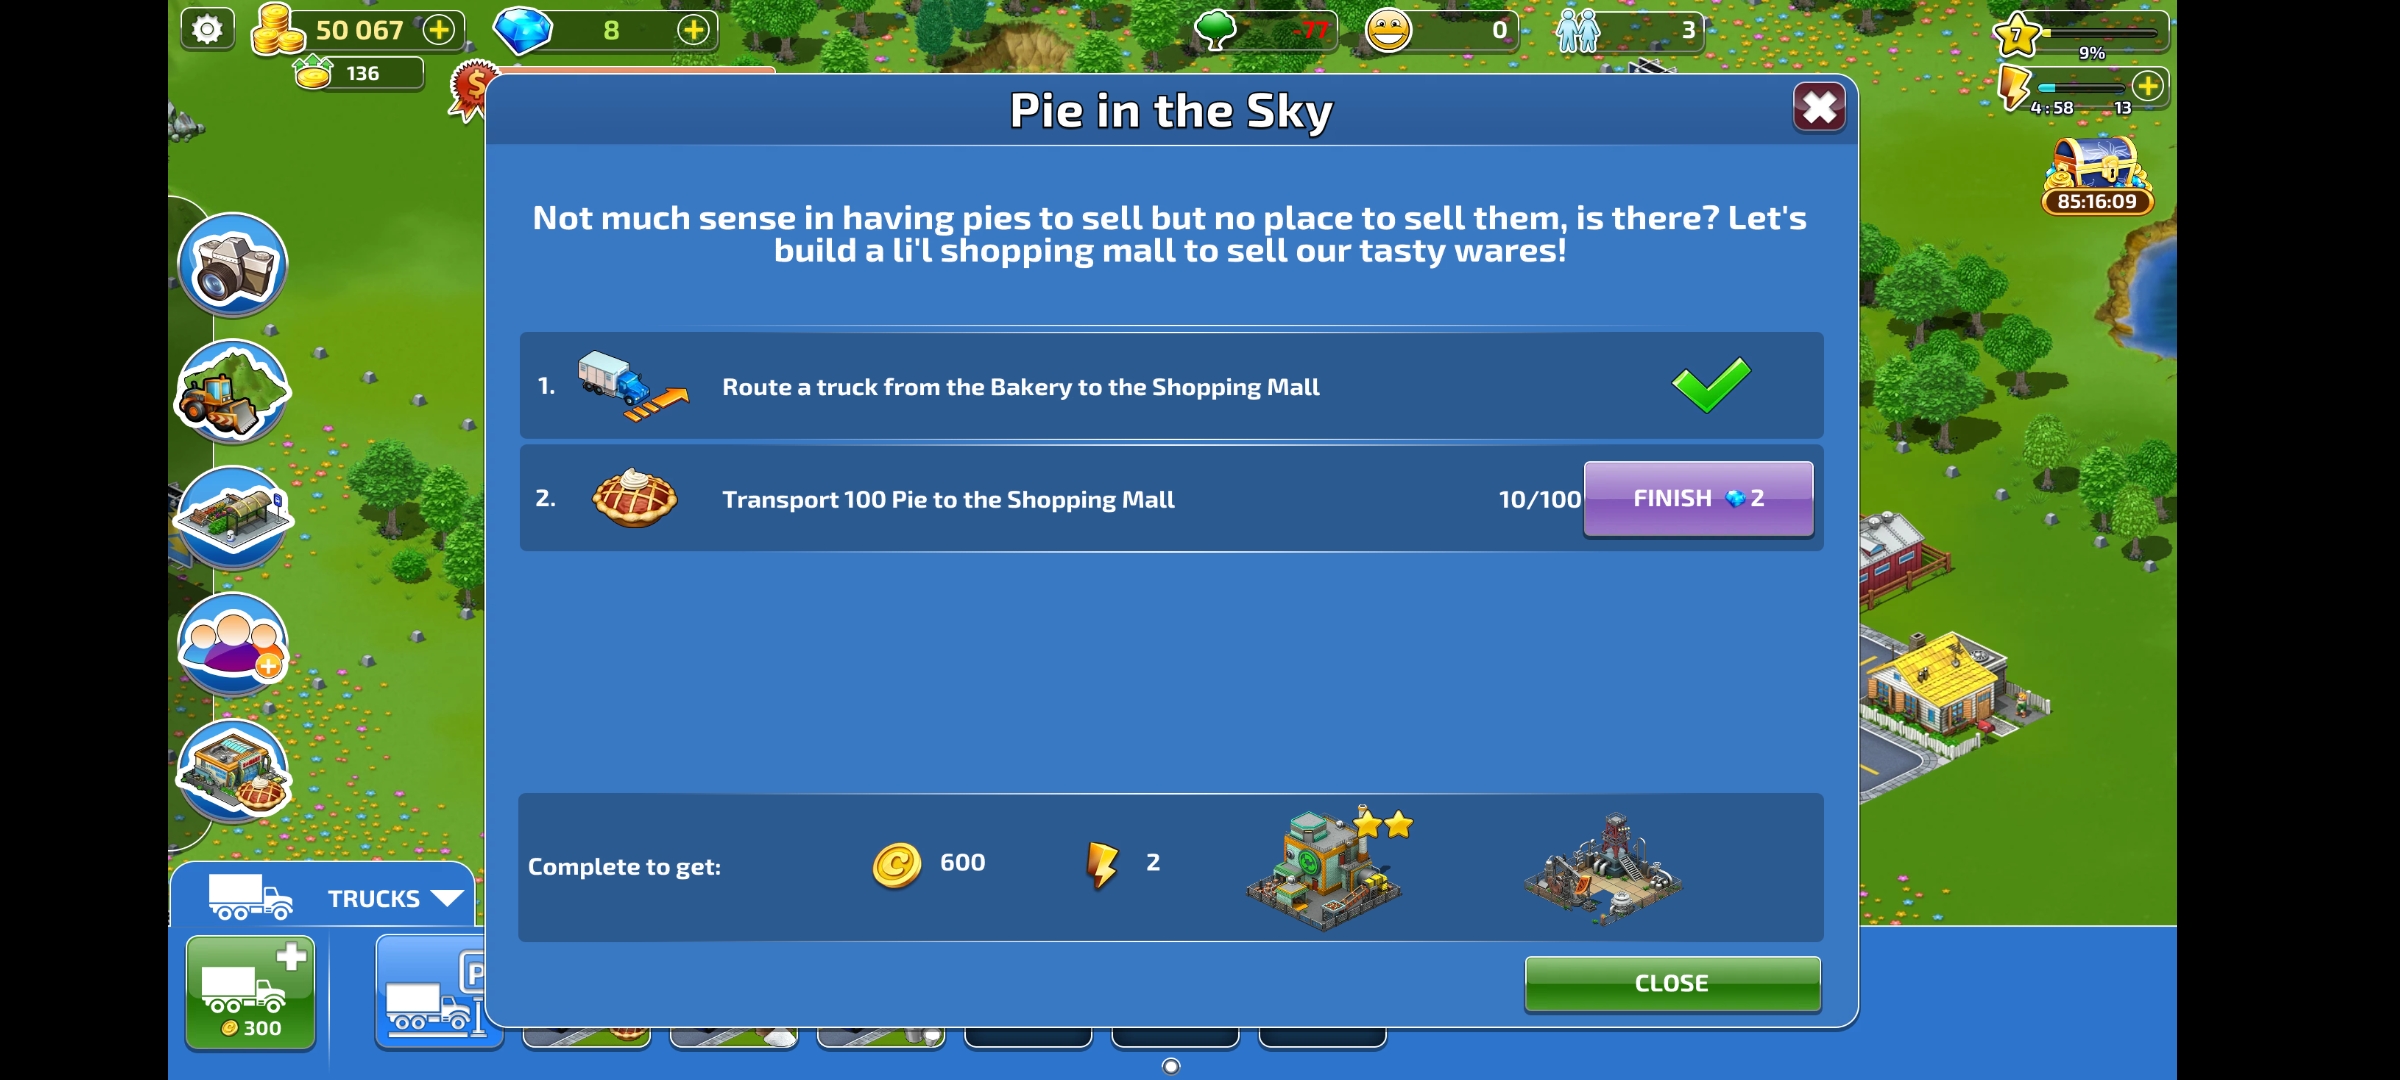 50 067
8
-77
0
3
7
9%
136
4:58
13
85:16:09
Pie in the Sky
Not much sense in having pies to sell but no place to sell them, is there? Let's
build a li'l shopping mall to sell our tasty wares!
1. Route a truck from the Bakery to the Shopping Mall
2. Transport 100 Pie to the Shopping Mall 10/100 FINISH 2
Complete to get: 600 2
CLOSE
TRUCKS
300
P